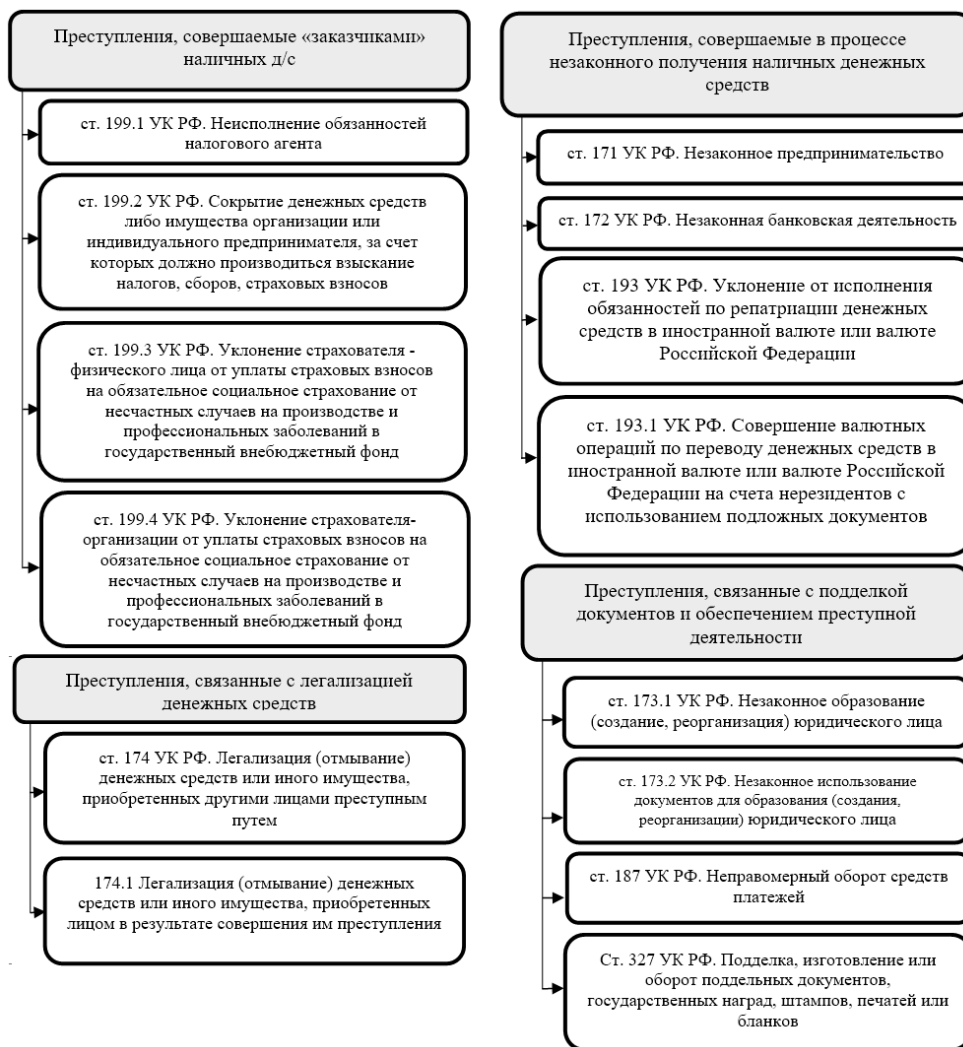 Преступления, совершаемые «заказчиками»
наличных д/с
ст. 199.1 УК РФ. Неисполнение обязанностей
налогового агента
ст. 199.2 УК РФ. Сокрытие денежных средств
либо имущества организации или
индивидуального предпринимателя, за счет
которых должно производиться взыскание
налогов, сборов, страховых взносов
ст. 199.3 УК РФ. Уклонение страхователя -
физического лица от уплаты страховых взносов
на обязательное социальное страхование от
несчастных случаев на производстве и
профессиональных заболеваний в
государственный внебюджетный фонд
ст. 199.4 УК РФ. Уклонение страхователя-
организации от уплаты страховых взносов на
обязательное социальное страхование от
несчастных случаев на производстве и
профессиональных заболеваний в
государственный внебюджетный фонд
Преступления, связанные с легализацией
денежных средств
ст. 174 УК РФ. Легализация (отмывание)
денежных средств или иного имущества,
приобретенных другими лицами преступным
путем
174.1 Легализация (отмывание) денежных
средств или иного имущества, приобретенных
лицом в результате совершения им преступления
Преступления, совершаемые в процессе
незаконного получения наличных денежных
средств
ст. 171 УК РФ. Незаконное предпринимательство
ст. 172 УК РФ. Незаконная банковская деятельность
ст. 193 УК РФ. Уклонение от исполнения
обязанностей по репатриации денежных
средств в иностранной валюте или валюте
Российской Федерации
ст. 193.1 УК РФ. Совершение валютных
операций по переводу денежных средств в
иностранной валюте или валюте Российской
Федерации на счета нерезидентов с
использованием подложных документов
Преступления, связанные с подделкой
документов и обеспечением преступной
деятельности
ст. 173.1 УК РФ. Незаконное образование
(создание, реорганизация) юридического лица
ст. 173.2 УК РФ. Незаконное использование
документов для образования (создания,
реорганизации) юридического лица
ст. 187 УК РФ. Неправомерный оборот средств
платежей
Ст. 327 УК РФ. Подделка, изготовление или
оборот поддельных документов,
государственных наград, штампов, печатей или
бланков